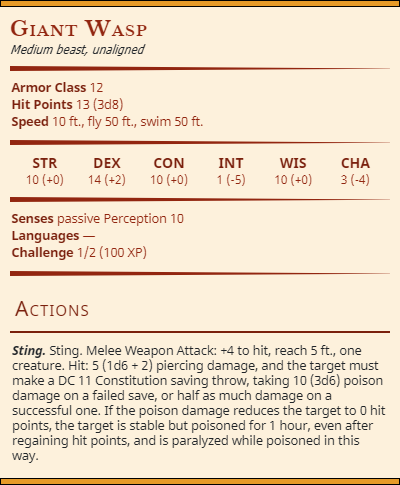 Giant Wasp
Medium beast, unaligned
Armor Class 12
Hit Points 13 (3d8)
Speed 10 ft., fly 50 ft., swim 50 ft.
STR DEX CON INT WIS CHA
10 (+0) 14 (+2) 10 (+0) 1 (-5) 10 (+0) 3 (-4)
Senses passive Perception 10
Languages —
Challenge 1/2 (100 XP)
Actions
Sting. Sting. Melee Weapon Attack: +4 to hit, reach 5 ft., one
creature. Hit: 5 (1d6 + 2) piercing damage, and the target must
make a DC 11 Constitution saving throw, taking 10 (3d6) poison
damage on a failed save, or half as much damage on a
successful one. If the poison damage reduces the target to 0 hit
points, the target is stable but poisoned for 1 hour, even after
regaining hit points, and is paralyzed while poisoned in this
way.